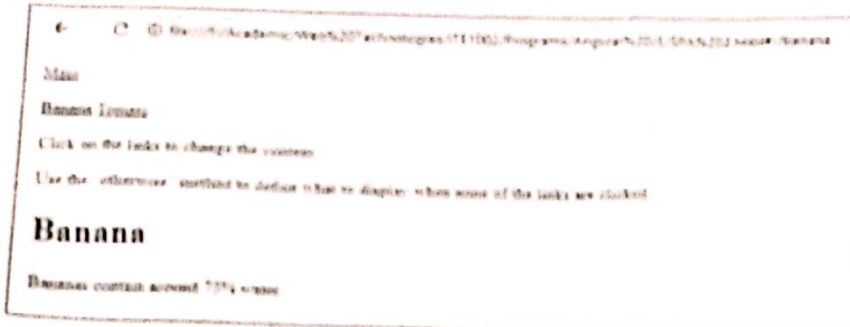 Main
Banana Tomato
Click on the links to change the content
Use the "otherwise" method to define what to display when none of the links are clicked
Banana
Bananas contain around 75% water